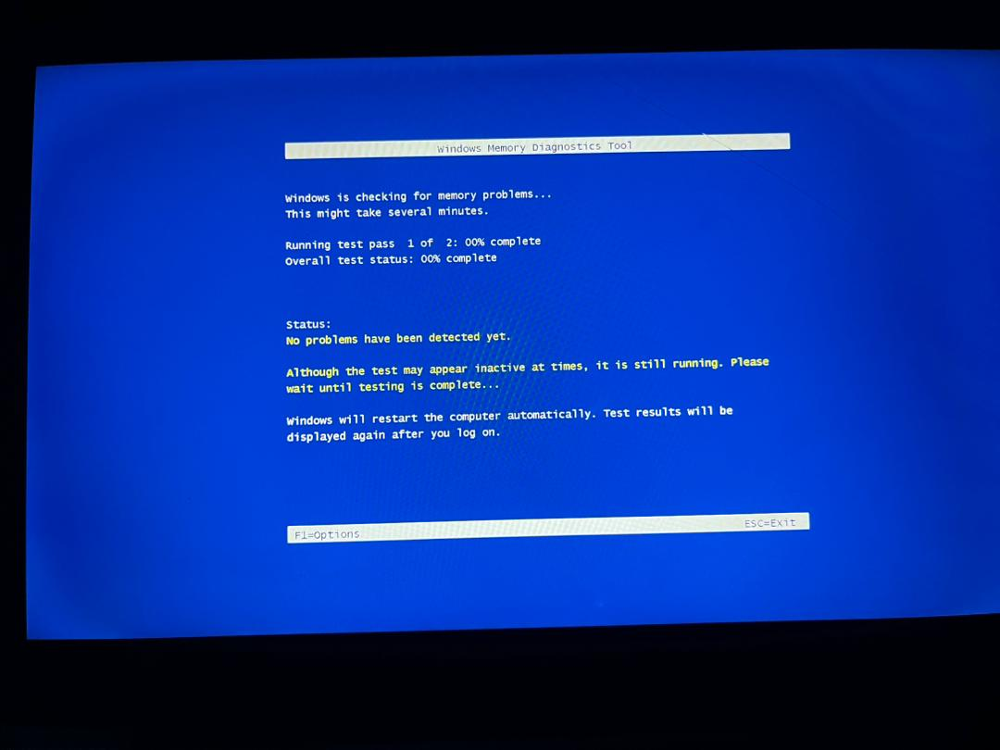 Windows Memory Diagnostics Tool
Windows is checking for memory problems...
This might take several minutes.
Running test pass  1 of  2: 00% complete
Overall test status: 00% complete
Status:
No problems have been detected yet.
Although the test may appear inactive at times, it is still running. Please
wait until testing is complete...
Windows will restart the computer automatically. Test results will be
displayed again after you log on.
F1=Options ESC=Exit